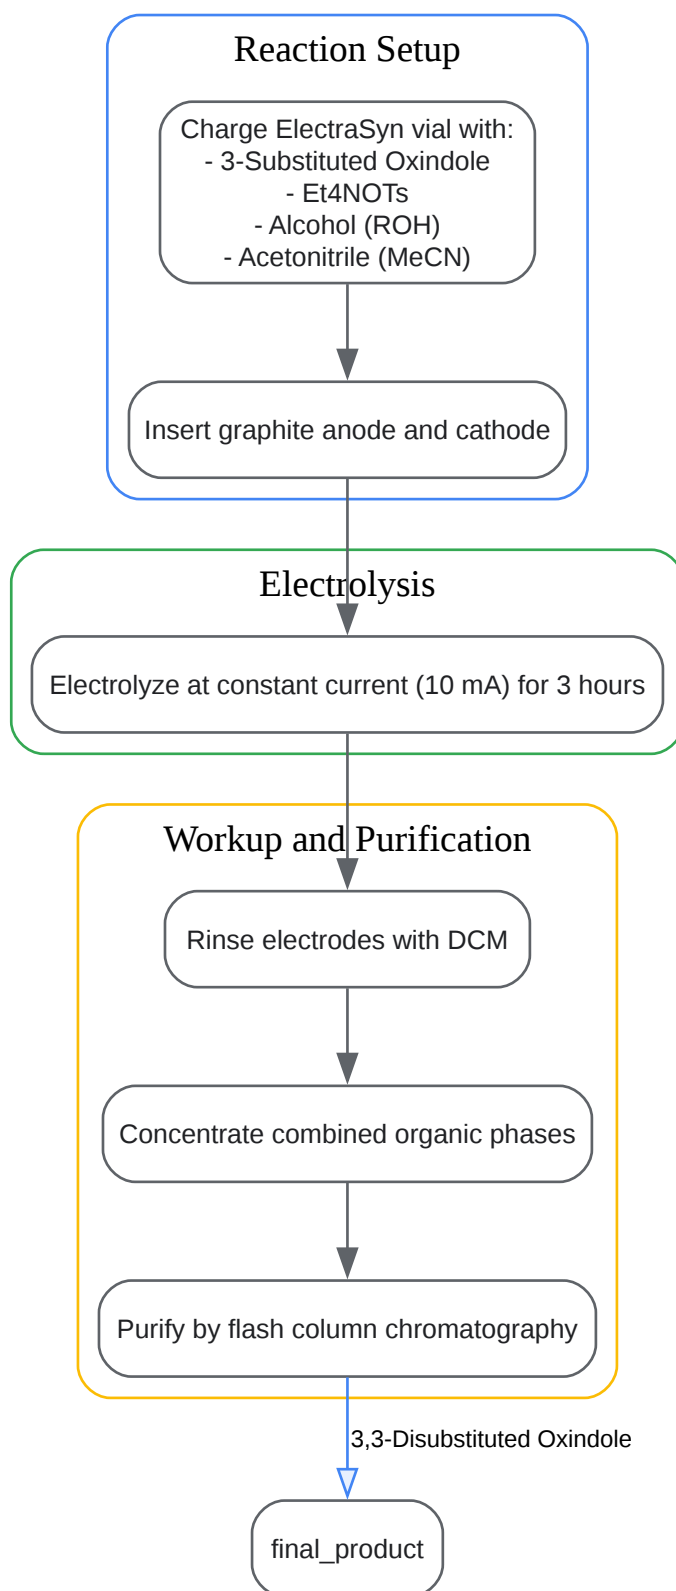 Reaction Setup
Charge ElectraSyn vial with:
- 3-Substituted Oxindole
- Et4NOTs
- Alcohol (ROH)
- Acetonitrile (MeCN)
Insert graphite anode and cathode
Electrolysis
Electrolyze at constant current (10 mA) for 3 hours
Workup and Purification
Rinse electrodes with DCM
Concentrate combined organic phases
Purify by flash column chromatography
3,3-Disubstituted Oxindole
final_product